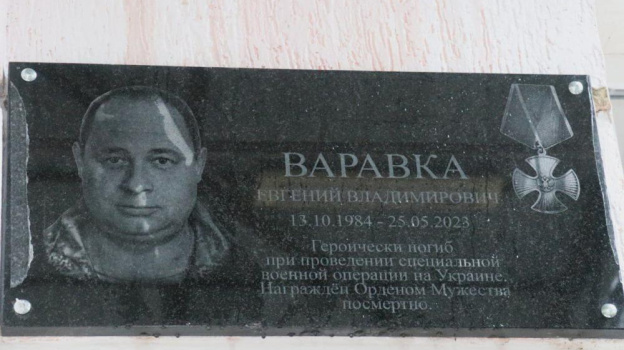 ВАРАВКА
ЕВГЕНИЙ ВЛАДИМИРОВИЧ
13.10.1984 - 25.05.2023
Героически погиб
при проведении специальной
военной операции на Украине.
Награждён Орденом Мужества
посмертно.